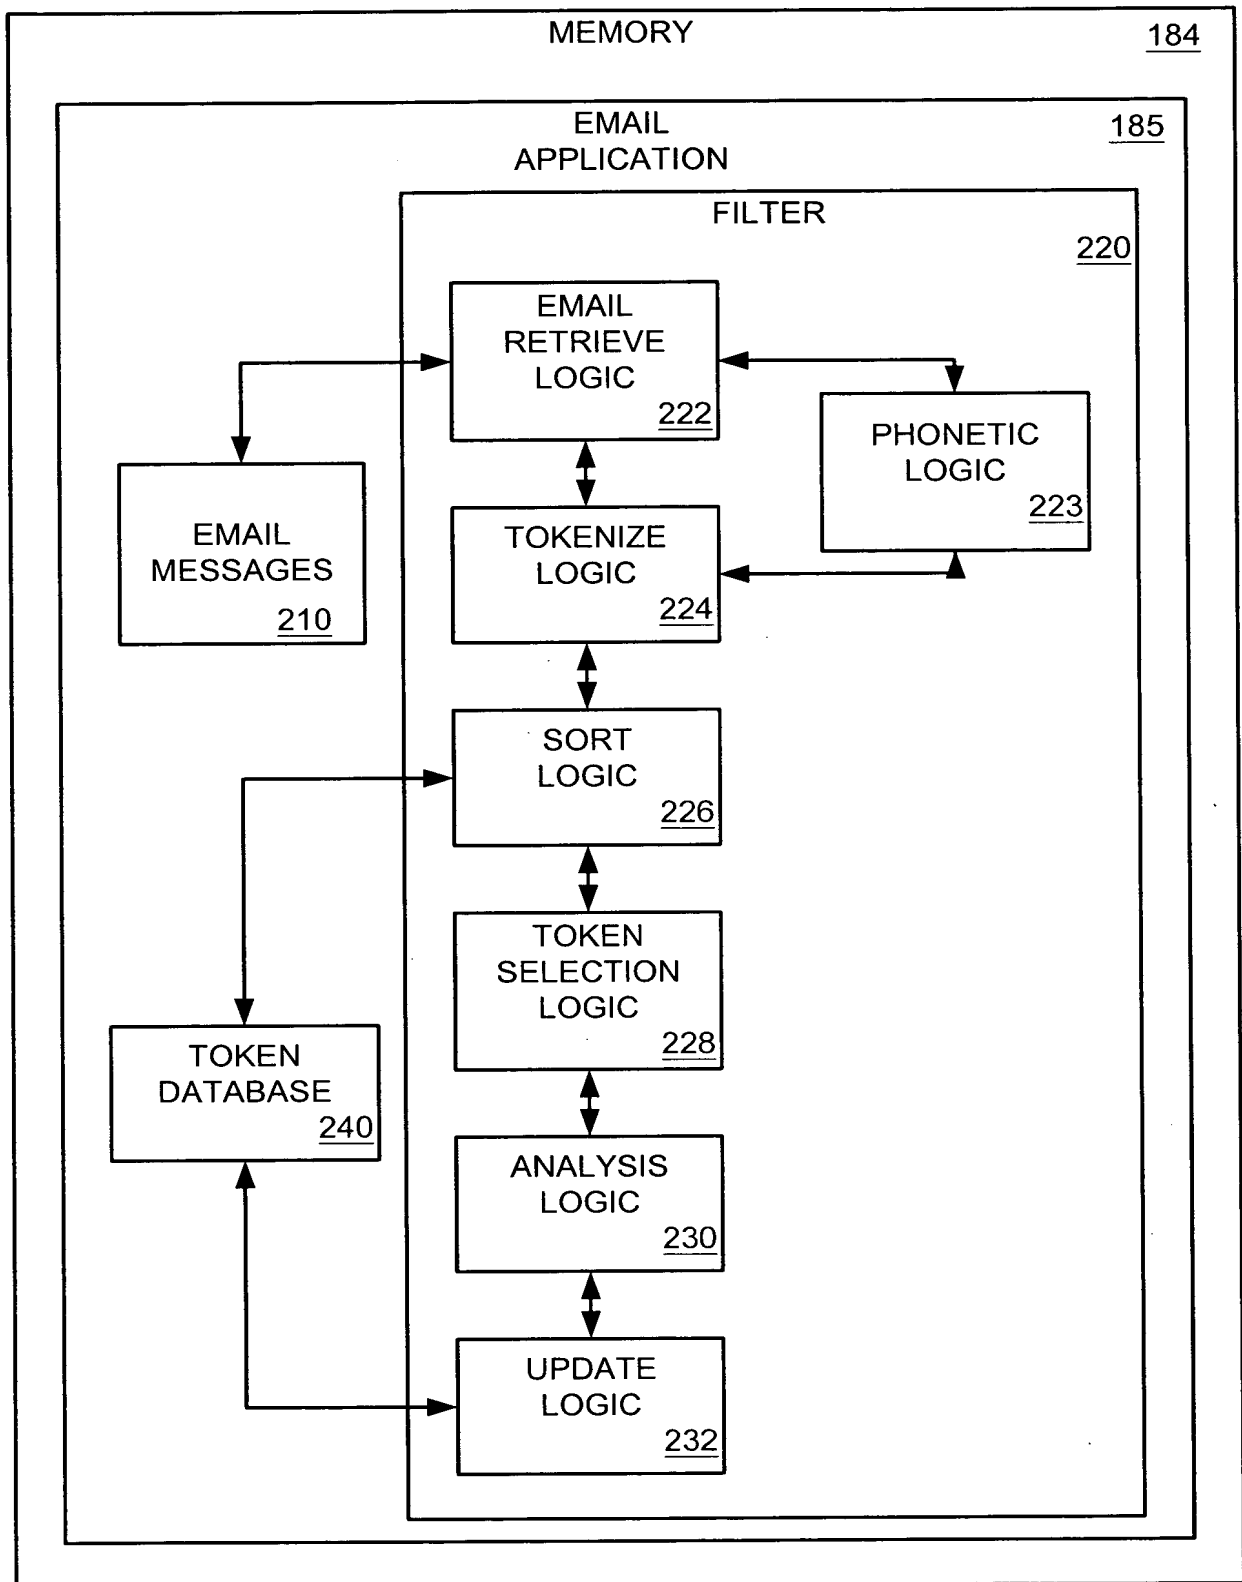 MEMORY
184
EMAIL
APPLICATION
185
FILTER
220
EMAIL
RETRIEVE
LOGIC
222
PHONETIC
LOGIC
223
EMAIL
MESSAGES
210
TOKENIZE
LOGIC
224
SORT
LOGIC
226
TOKEN
SELECTION
LOGIC
228
TOKEN
DATABASE
240
ANALYSIS
LOGIC
230
UPDATE
LOGIC
232